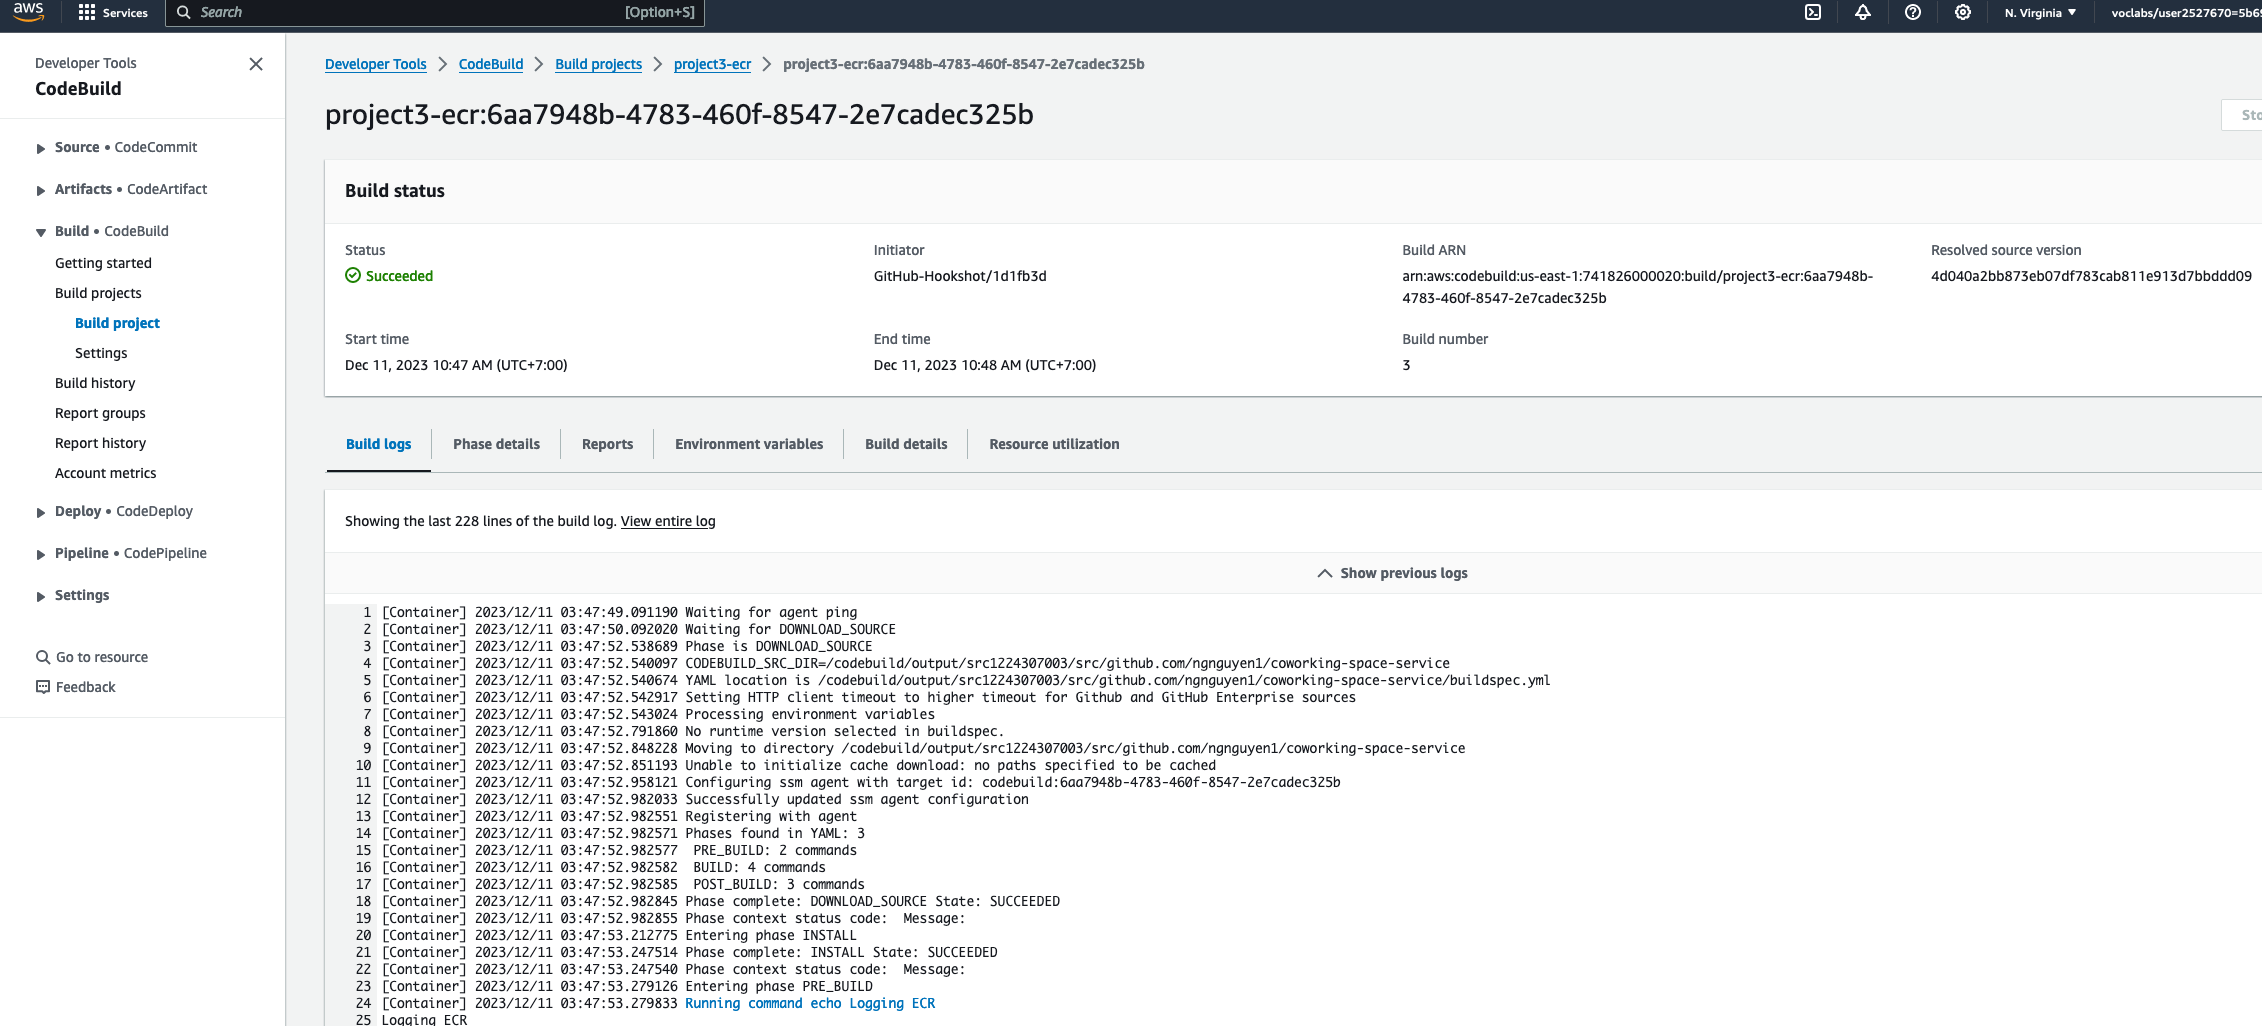 aws
Services
Search
[Option+S]
N. Virginia
Developer Tools
CodeBuild
Source • CodeCommit
Artifacts • CodeArtifact
Build • CodeBuild
Getting started
Build projects
Build project
Settings
Build history
Report groups
Report history
Account metrics
Deploy • CodeDeploy
Pipeline • CodePipeline
Settings
Go to resource
Feedback
Developer Tools > CodeBuild > Build projects > project3-ecr > project3-ecr:6aa7948b-4783-460f-8547-2e7cadec325b
project3-ecr:6aa7948b-4783-460f-8547-2e7cadec325b
Build status
Status
Succeeded
Initiator
GitHub-Hookshot/1d1fb3d
Build ARN
arn:aws:codebuild:us-east-1:741826000020:build/project3-ecr:6aa7948b-
4783-460f-8547-2e7cadec325b
Resolved source version
4d040a2bb873eb07df783cab811e913d7bbddd09
Start time
Dec 11, 2023 10:47 AM (UTC+7:00)
End time
Dec 11, 2023 10:48 AM (UTC+7:00)
Build number
3
Build logs
Phase details
Reports
Environment variables
Build details
Resource utilization
Showing the last 228 lines of the build log. View entire log
Show previous logs
1 [Container] 2023/12/11 03:47:49.091190 Waiting for agent ping
2 [Container] 2023/12/11 03:47:50.092020 Waiting for DOWNLOAD_SOURCE
3 [Container] 2023/12/11 03:47:52.538689 Phase is DOWNLOAD_SOURCE
4 [Container] 2023/12/11 03:47:52.540097 CODEBUILD_SRC_DIR=/codebuild/output/src1224307003/src/github.com/ngnguyen1/coworking-space-service
5 [Container] 2023/12/11 03:47:52.540674 YAML location is /codebuild/output/src1224307003/src/github.com/ngnguyen1/coworking-space-service/buildspec.yml
6 [Container] 2023/12/11 03:47:52.542917 Setting HTTP client timeout to higher timeout for Github and GitHub Enterprise sources
7 [Container] 2023/12/11 03:47:52.543024 Processing environment variables
8 [Container] 2023/12/11 03:47:52.791860 No runtime version selected in buildspec.
9 [Container] 2023/12/11 03:47:52.848228 Moving to directory /codebuild/output/src1224307003/src/github.com/ngnguyen1/coworking-space-service
10 [Container] 2023/12/11 03:47:52.851193 Unable to initialize cache download: no paths specified to be cached
11 [Container] 2023/12/11 03:47:52.958121 Configuring ssm agent with target id: codebuild:6aa7948b-4783-460f-8547-2e7cadec325b
12 [Container] 2023/12/11 03:47:52.982033 Successfully updated ssm agent configuration
13 [Container] 2023/12/11 03:47:52.982551 Registering with agent
14 [Container] 2023/12/11 03:47:52.982571 Phases found in YAML: 3
15 [Container] 2023/12/11 03:47:52.982577  PRE_BUILD: 2 commands
16 [Container] 2023/12/11 03:47:52.982582  BUILD: 4 commands
17 [Container] 2023/12/11 03:47:52.982585  POST_BUILD: 3 commands
18 [Container] 2023/12/11 03:47:52.982845 Phase complete: DOWNLOAD_SOURCE State: SUCCEEDED
19 [Container] 2023/12/11 03:47:52.982855 Phase context status code:  Message:
20 [Container] 2023/12/11 03:47:53.212775 Entering phase INSTALL
21 [Container] 2023/12/11 03:47:53.247514 Phase complete: INSTALL State: SUCCEEDED
22 [Container] 2023/12/11 03:47:53.247540 Phase context status code:  Message:
23 [Container] 2023/12/11 03:47:53.279126 Entering phase PRE_BUILD
24 [Container] 2023/12/11 03:47:53.279833 Running command echo Logging ECR
25 Logging ECR